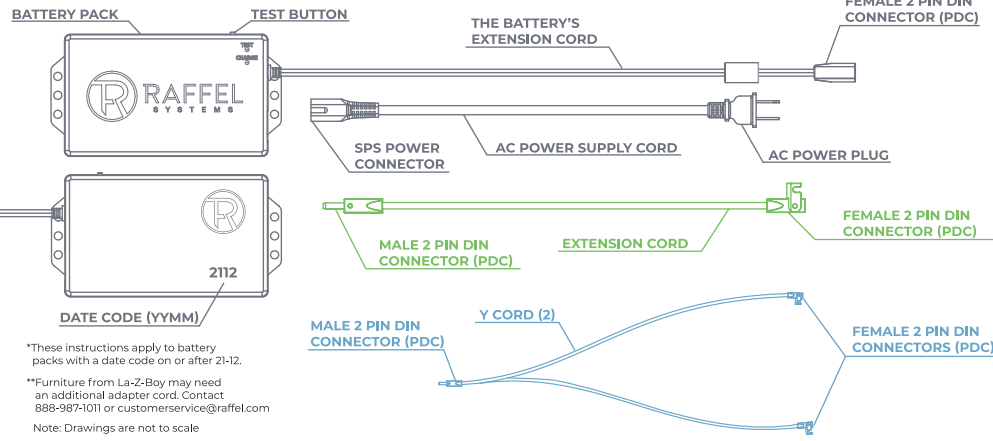 BATTERY PACK
TEST BUTTON
THE BATTERY'S
EXTENSION CORD
FEMALE 2 PIN DIN
CONNECTOR (PDC)
TEST
CHARGE
RAFFEL
SYSTEMS
SPS POWER
CONNECTOR
AC POWER SUPPLY CORD
AC POWER PLUG
MALE 2 PIN DIN
CONNECTOR (PDC)
EXTENSION CORD
FEMALE 2 PIN DIN
CONNECTOR (PDC)
2112
DATE CODE (YYMM)
MALE 2 PIN DIN
CONNECTOR (PDC)
Y CORD (2)
FEMALE 2 PIN DIN
CONNECTORS (PDC)
*These instructions apply to battery
packs with a date code on or after 21-12.
**Furniture from La-Z-Boy may need
an additional adapter cord. Contact
888-987-1011 or customerservice@raffel.com
Note: Drawings are not to scale